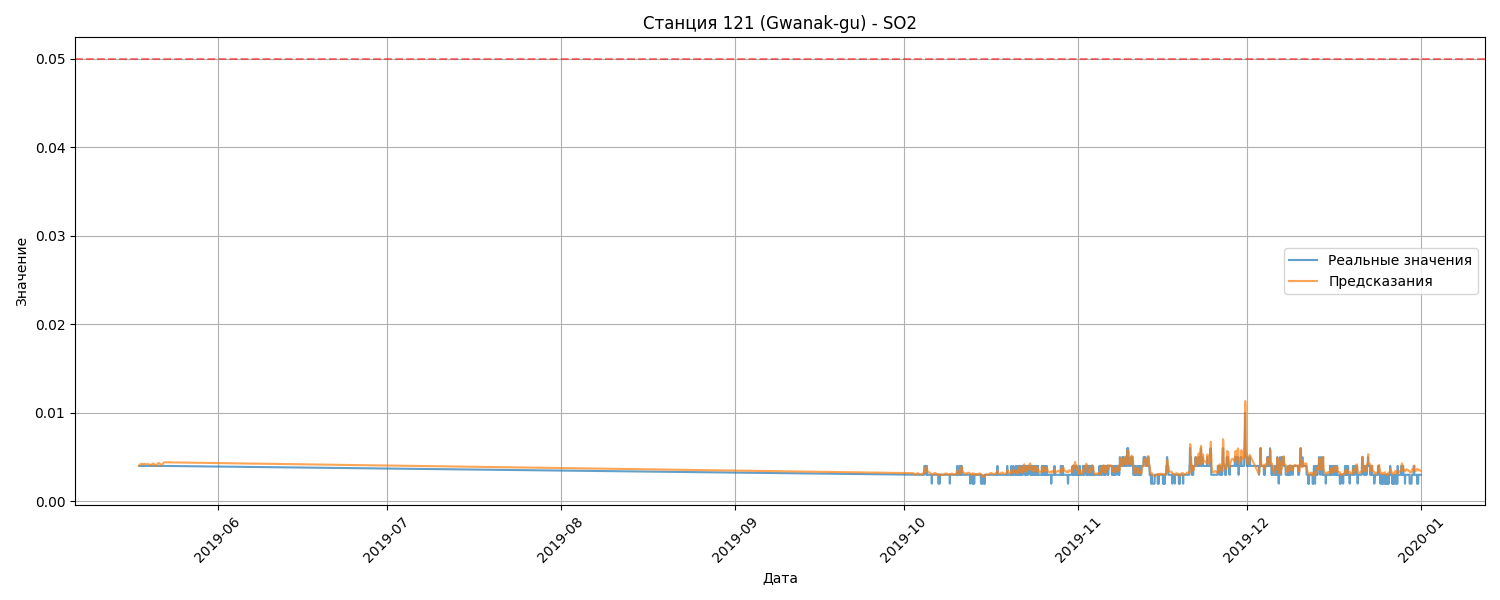 Станция 121 (Gwanak-gu) - SO2
0.05
0.04
0.03
0.02
0.01
0.00
Значение
Реальные значения
Предсказания
2019-06
2019-07
2019-08
2019-09
2019-10
2019-11
2019-12
2020-01
Дата